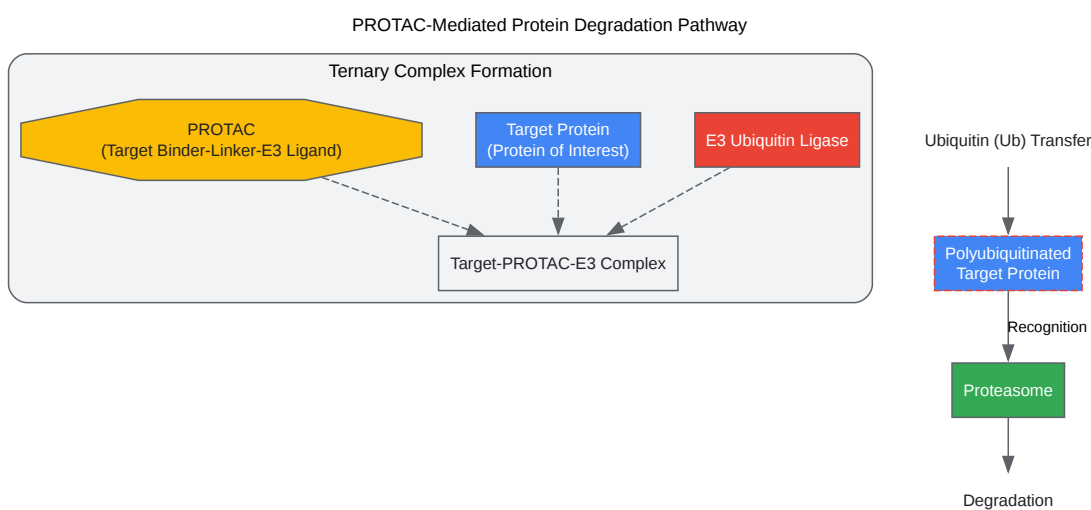 PROTAC-Mediated Protein Degradation Pathway
Ternary Complex Formation
PROTAC
(Target Binder-Linker-E3 Ligand)
Target Protein
(Protein of Interest)
E3 Ubiquitin Ligase
Target-PROTAC-E3 Complex
Ubiquitin (Ub) Transfer
Polyubiquitinated
Target Protein
Recognition
Proteasome
Degradation